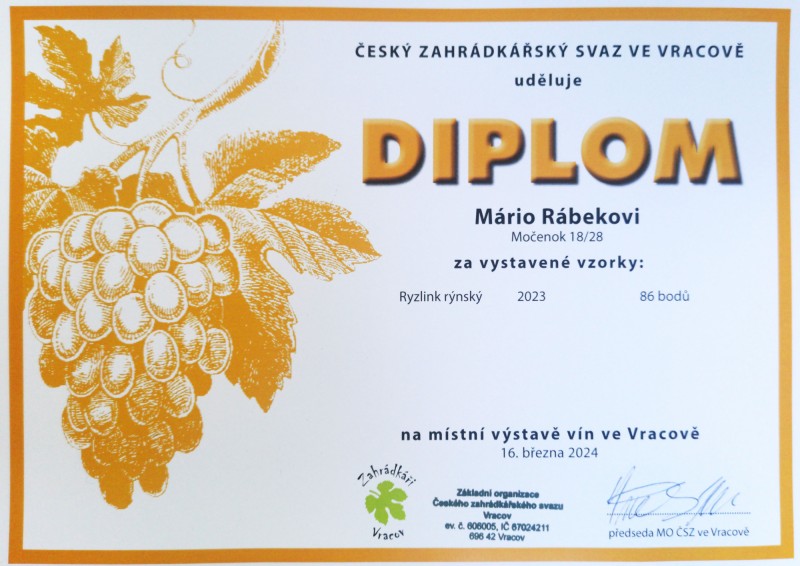 ČESKÝ ZAHRÁDKÁŘSKÝ SVAZ VE VRACOVĚ
uděluje
DIPLOM
Mário Rábekovi
Močenok 18/28
za vystavené vzorky:
Ryzlink rýnský 2023 86 bodů
na místní výstavě vín ve Vracově
16. března 2024
Zahrádkáři
Vracov
Základní organizace
Českého zahrádkářského svazu
Vracov
ev. č. 606005, IČ 67024211
696 42 Vracov
předseda MO ČSZ ve Vracově